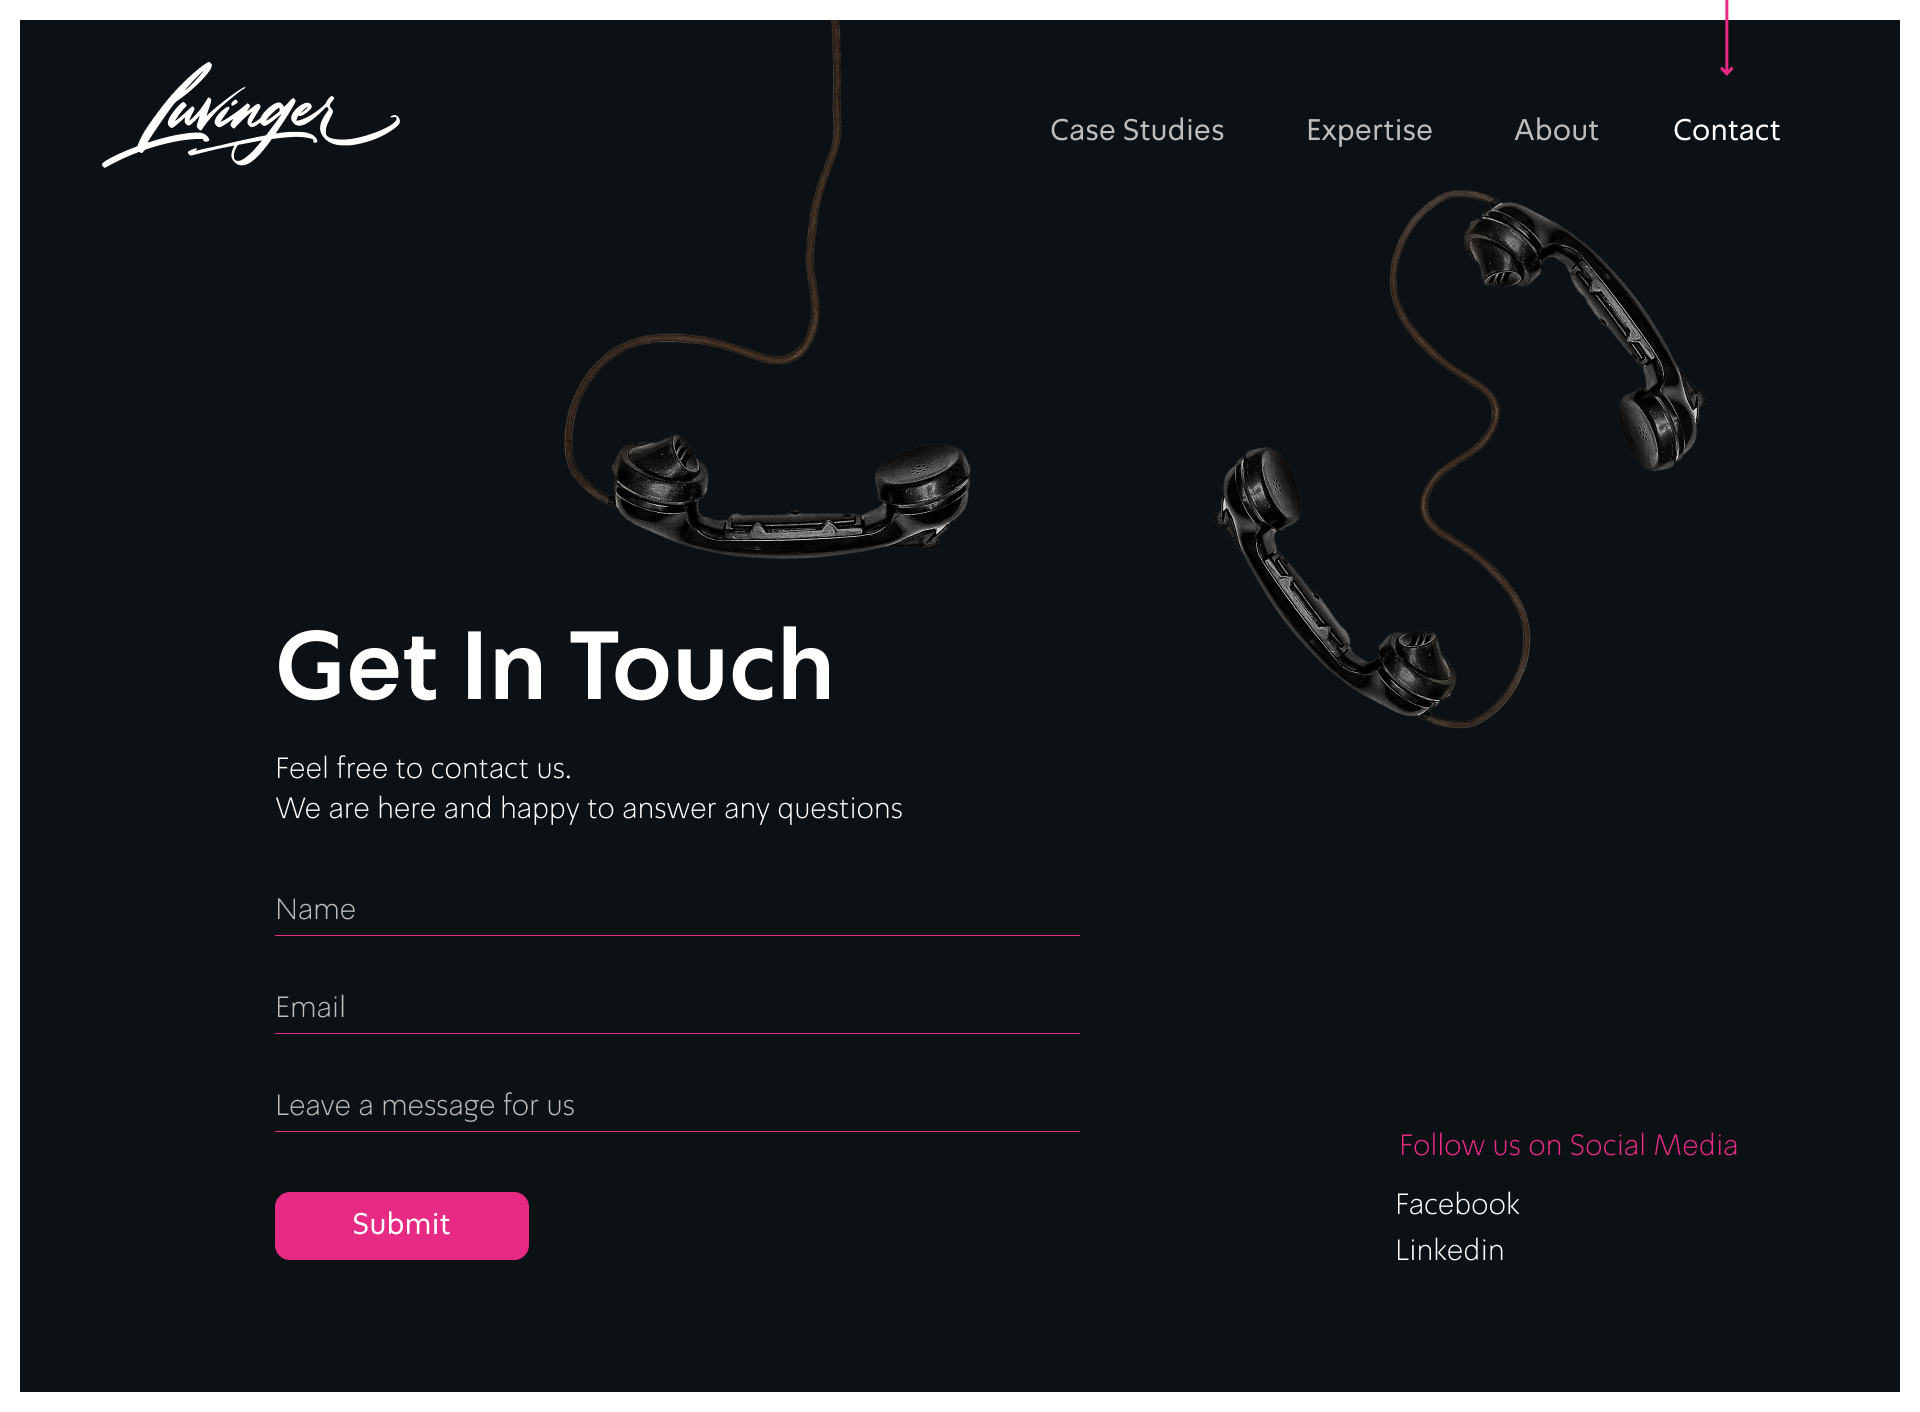 Luvinger
Case Studies
Expertise
About
Contact
Get In Touch
Feel free to contact us.
We are here and happy to answer any questions
Name
Email
Leave a message for us
Submit
Follow us on Social Media
Facebook
Linkedin